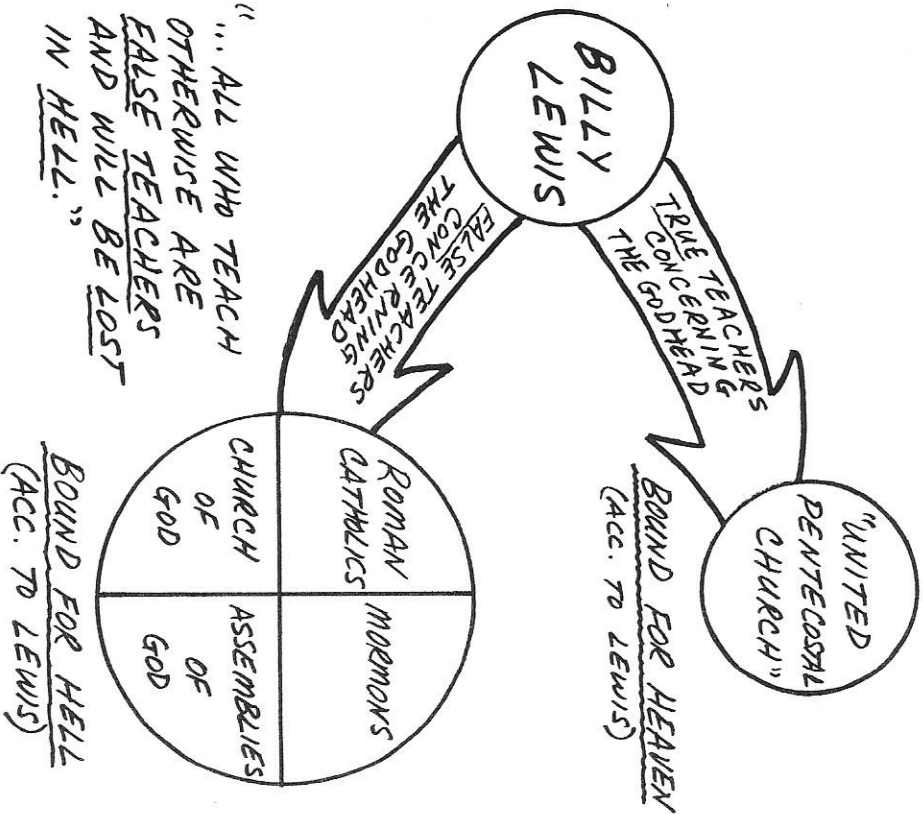 "UNITED
PENTECOSTAL
CHURCH"
BOUND FOR HEAVEN
(ACC. TO LEWIS)
TRUE TEACHERS
CONCERNING
THE GODHEAD
BILLY
LEWIS
FALSE TEACHERS
CONCERNING
THE GODHEAD
ROMAN
CATHOLICS
MORMONS
CHURCH
OF
GOD
ASSEMBLIES
OF
GOD
"... ALL WHO TEACH
OTHERWISE ARE
FALSE TEACHERS
AND WILL BE LOST
IN HELL."
BOUND FOR HELL
(ACC. TO LEWIS)